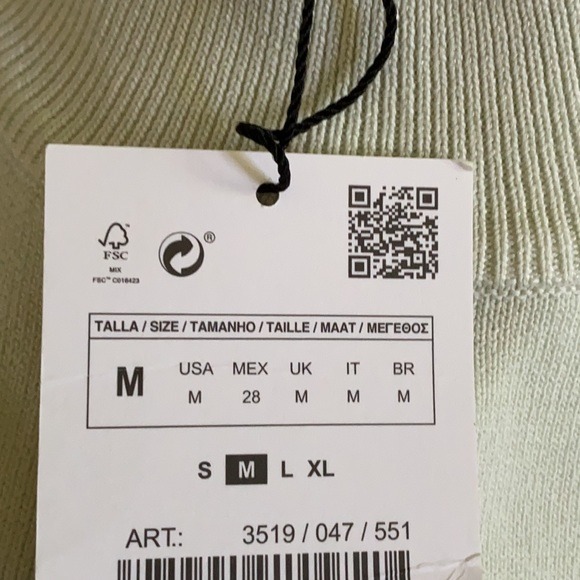 ®
FSC
MIX
FSC™ C016423
TALLA / SIZE / TAMANHO / TAILLE / MAAT / ΜΕΓΕΘΟΣ
M
USA MEX UK IT BR
M 28 M M M
S M L XL
ART.: 3519 / 047 / 551